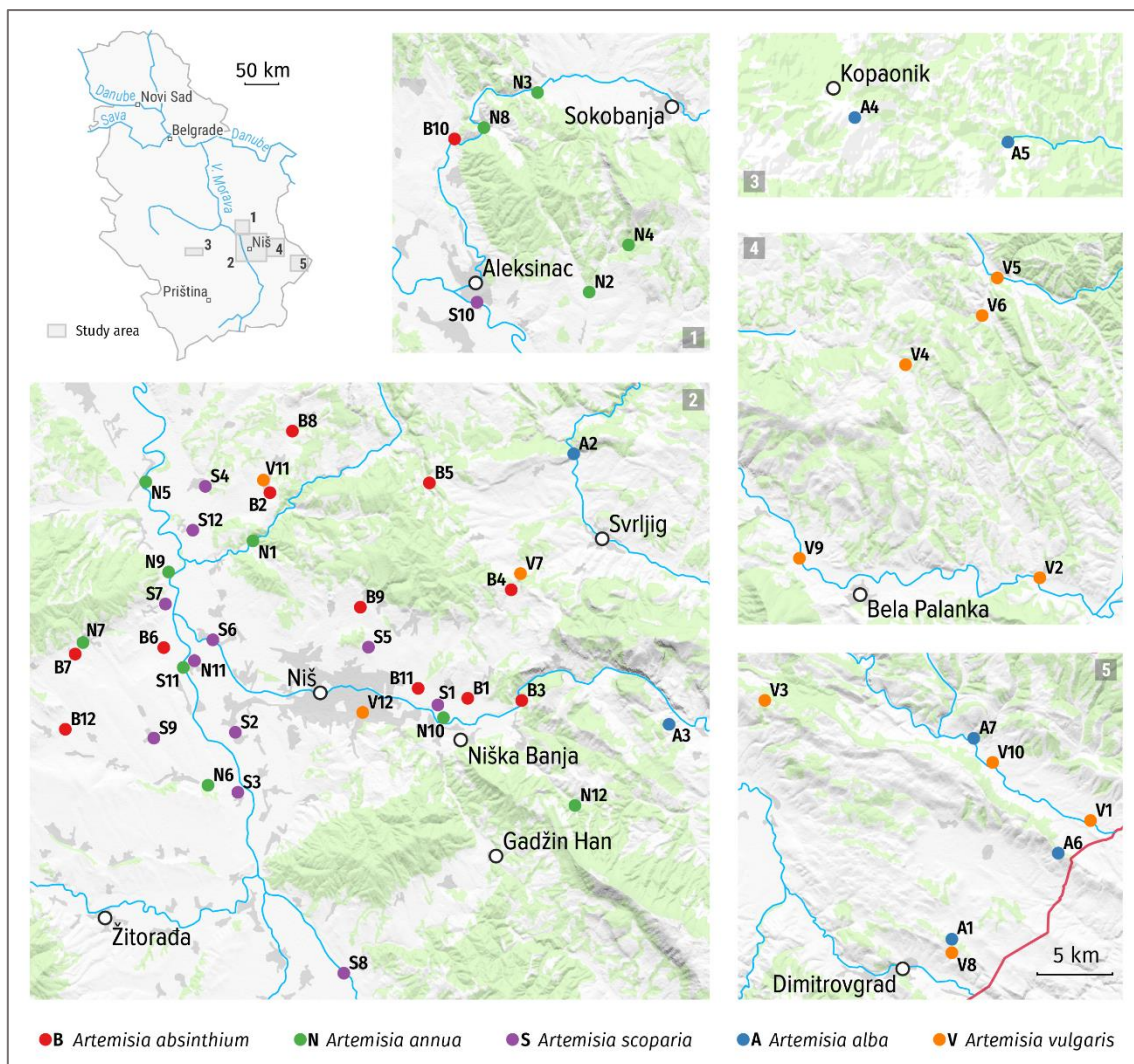 50 km
Danube
Novi Sad
Sava
Belgrade
Danube
V. Morava
1
Niš
3
4
2
5
Priština
Study area
N3
Sokobanja
N8
B10
N4
Aleksinac
N2
S10
1
Kopaonik
A4
A5
3
4
V5
V6
V4
V9
V2
Bela Palanka
2
B8
A2
V11
S4
B5
N5
B2
S12
Svrljig
N1
N9
V7
S7
B4
B9
N7
S6
B6
S5
B7
N11
S11
Niš
B11
S1
B1
B3
V12
B12
S9
S2
N10
A3
Niška Banja
N6
S3
N12
Gadžin Han
Žitorađa
S8
5
V3
A7
V10
V1
A6
A1
V8
5 km
Dimitrovgrad
B Artemisia absinthium N Artemisia annua S Artemisia scoparia A Artemisia alba V Artemisia vulgaris